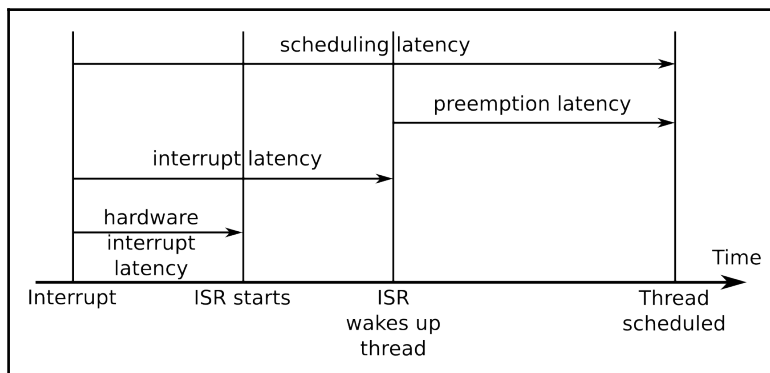 scheduling latency
preemption latency
interrupt latency
hardware
interrupt
latency
Time
Interrupt
ISR starts
ISR
wakes up
thread
Thread
scheduled